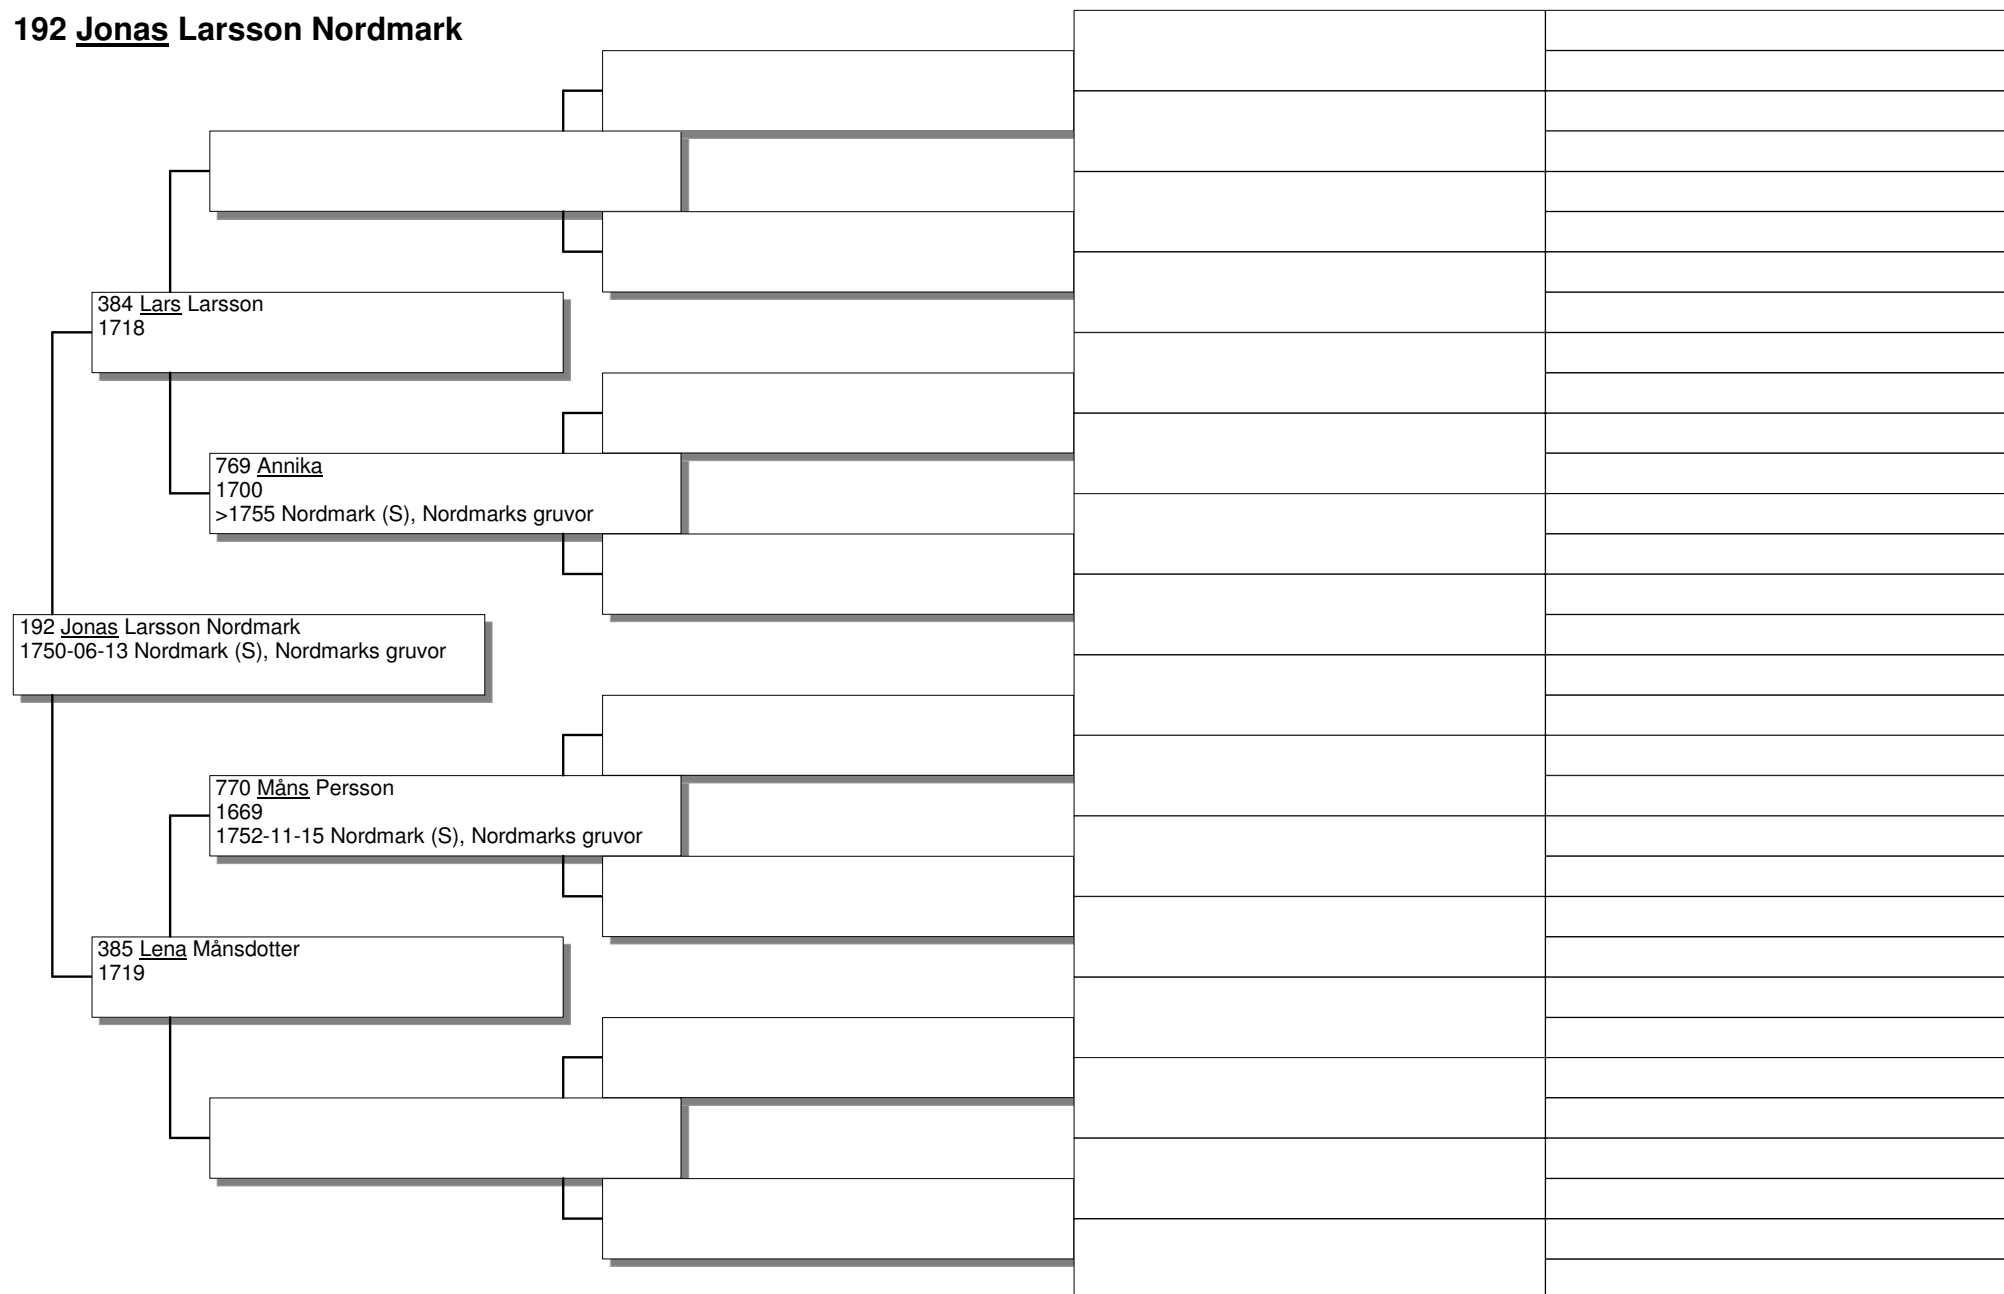 192 Jonas Larsson Nordmark
384 Lars Larsson
1718
769 Annika
1700
>1755 Nordmark (S), Nordmarks gruvor
192 Jonas Larsson Nordmark
1750-06-13 Nordmark (S), Nordmarks gruvor
770 Måns Persson
1669
1752-11-15 Nordmark (S), Nordmarks gruvor
385 Lena Månsdotter
1719